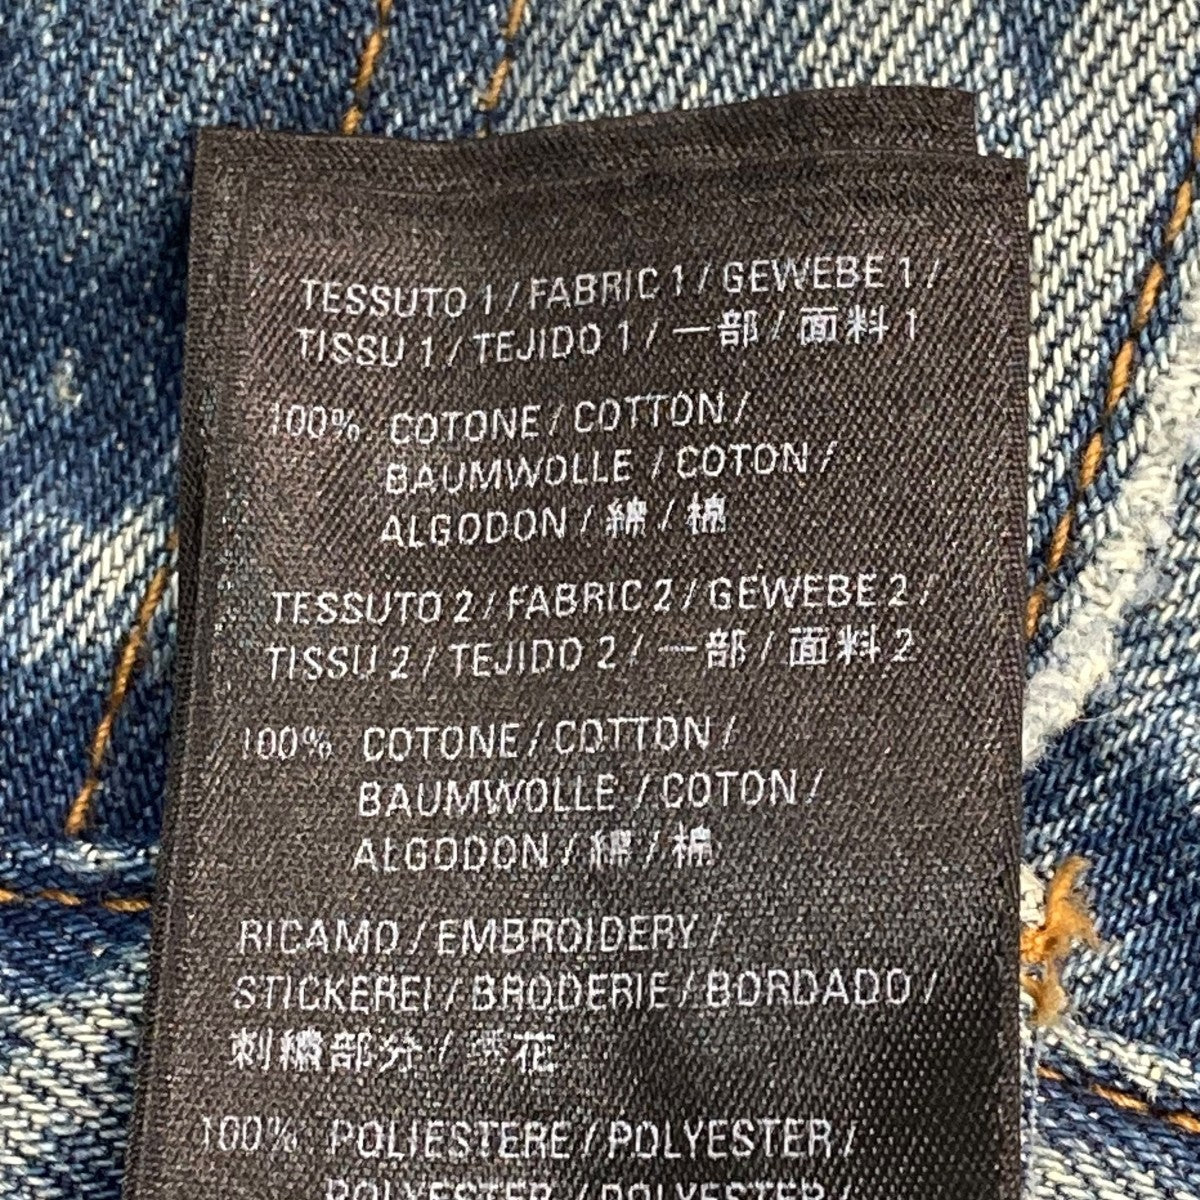 TESSUTO 1 / FABRIC 1 / GEWEBE 1 /
TISSU 1 / TEJIDO 1 / 一部 / 面料 1
100% COTONE / COTTON /
BAUMWOLLE / COTON /
ALGODON / 綿 / 棉
TESSUTO 2 / FABRIC 2 / GEWEBE 2 /
TISSU 2 / TEJIDO 2 / 一部 / 面料 2
100% COTONE / COTTON /
BAUMWOLLE / COTON /
ALGODON / 綿 / 棉
RICAMO / EMBROIDERY /
STICKEREI / BRODERIE / BORDADO /
刺繍部分 / 绣花
100% POLIESTERE / POLYESTER /
POLYESTER / POLYESTER /